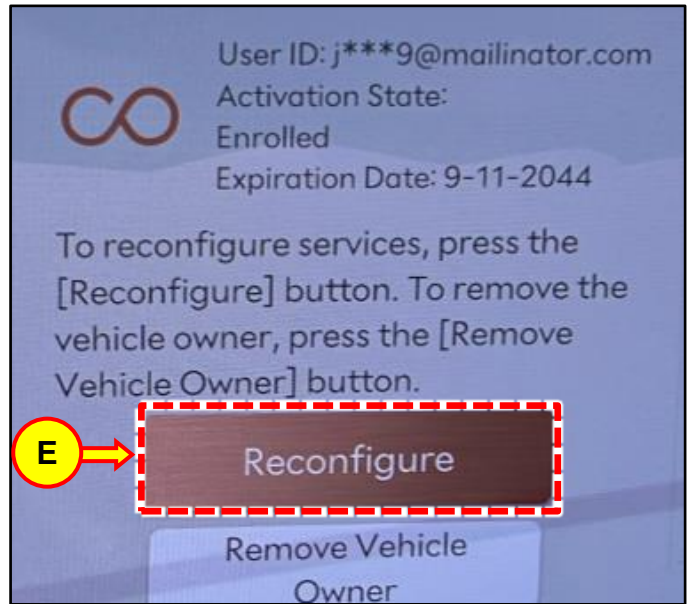 User ID: j***9@mailinator.com
Activation State:
Enrolled
Expiration Date: 9-11-2044
To reconfigure services, press the
[Reconfigure] button. To remove the
vehicle owner, press the [Remove
Vehicle Owner] button.
E
Reconfigure
Remove Vehicle
Owner